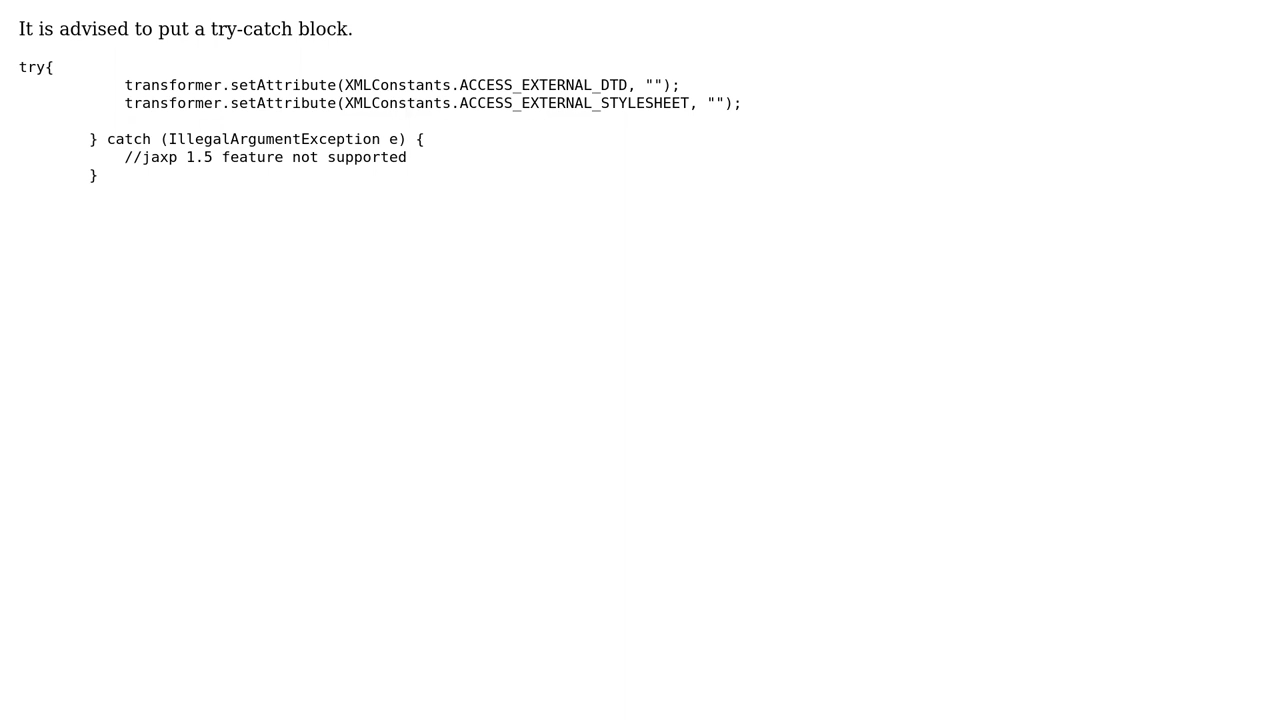 It is advised to put a try-catch block.
try{
            transformer.setAttribute(XMLConstants.ACCESS_EXTERNAL_DTD, "");
            transformer.setAttribute(XMLConstants.ACCESS_EXTERNAL_STYLESHEET, "");
        } catch (IllegalArgumentException e) {
            //jaxp 1.5 feature not supported
        }